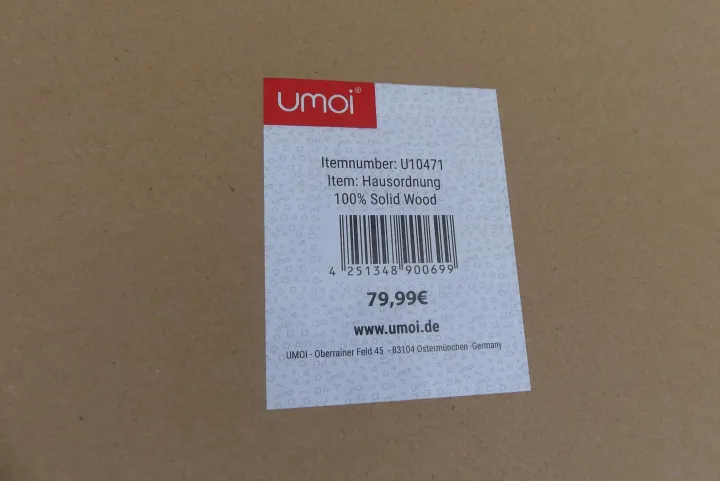 umoi®
Itemnumber: U10471
Item: Hausordnung
100% Solid Wood
4 251348 900699
79,99€
www.umoi.de
UMOI - Oberrainer Feld 45 - 83104 Ostermünchen -Germany